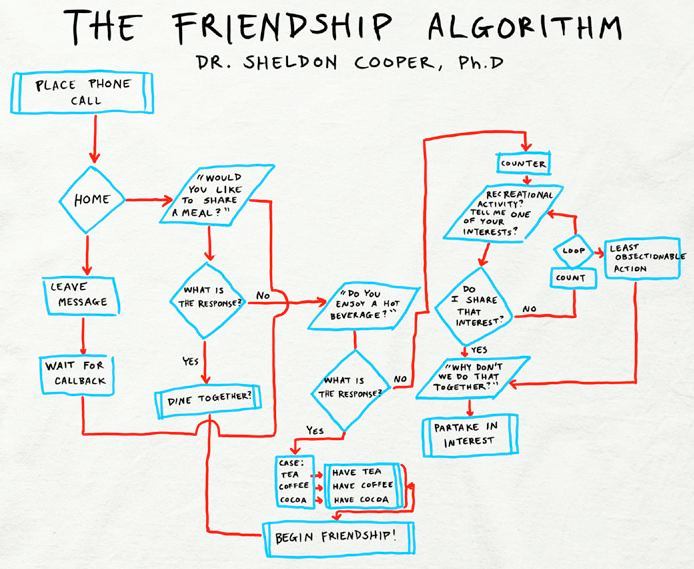 THE FRIENDSHIP ALGORITHM
DR. SHELDON COOPER, Ph.D
PLACE PHONE
CALL
HOME
LEAVE
MESSAGE
WAIT FOR
CALLBACK
"WOULD
YOU LIKE
TO SHARE
A MEAL?"
WHAT IS
THE RESPONSE?
NO
YES
DINE TOGETHER?
"DO YOU
ENJOY A HOT
BEVERAGE?"
WHAT IS
THE RESPONSE?
NO
YES
CASE:
TEA
COFFEE
COCOA
HAVE TEA
HAVE COFFEE
HAVE COCOA
BEGIN FRIENDSHIP!
COUNTER
RECREATIONAL
ACTIVITY?
TELL ME ONE
OF YOUR
INTERESTS?
DO
I SHARE
THAT
INTEREST?
NO
YES
LOOP
COUNT
LEAST
OBJECTIONABLE
ACTION
"WHY DON'T
WE DO THAT
TOGETHER?"
PARTAKE IN
INTEREST